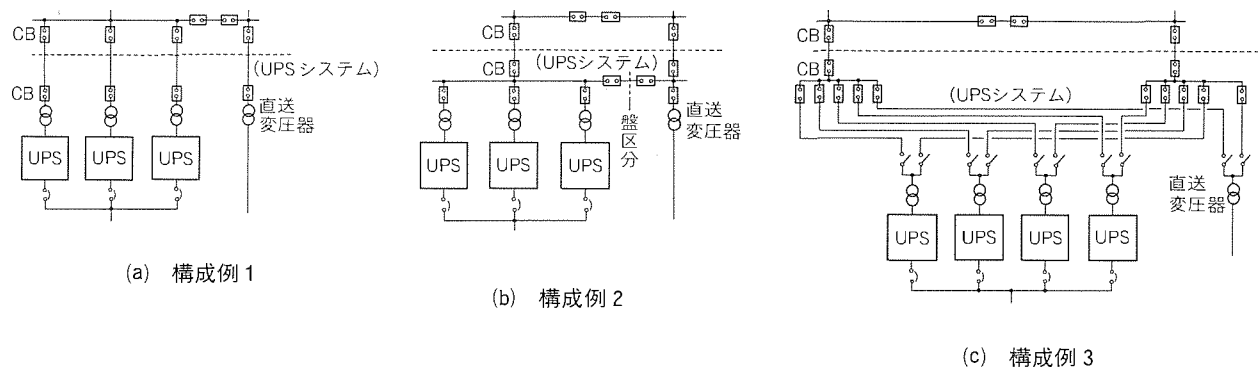 CB
(UPSシステム)
CB
直送
変圧器
UPS
UPS
UPS
(a) 構成例1
CB
(UPSシステム)
CB
盤区分
直送
変圧器
UPS
UPS
UPS
(b) 構成例2
CB
CB
(UPSシステム)
直送
変圧器
UPS
UPS
UPS
UPS
(c) 構成例3